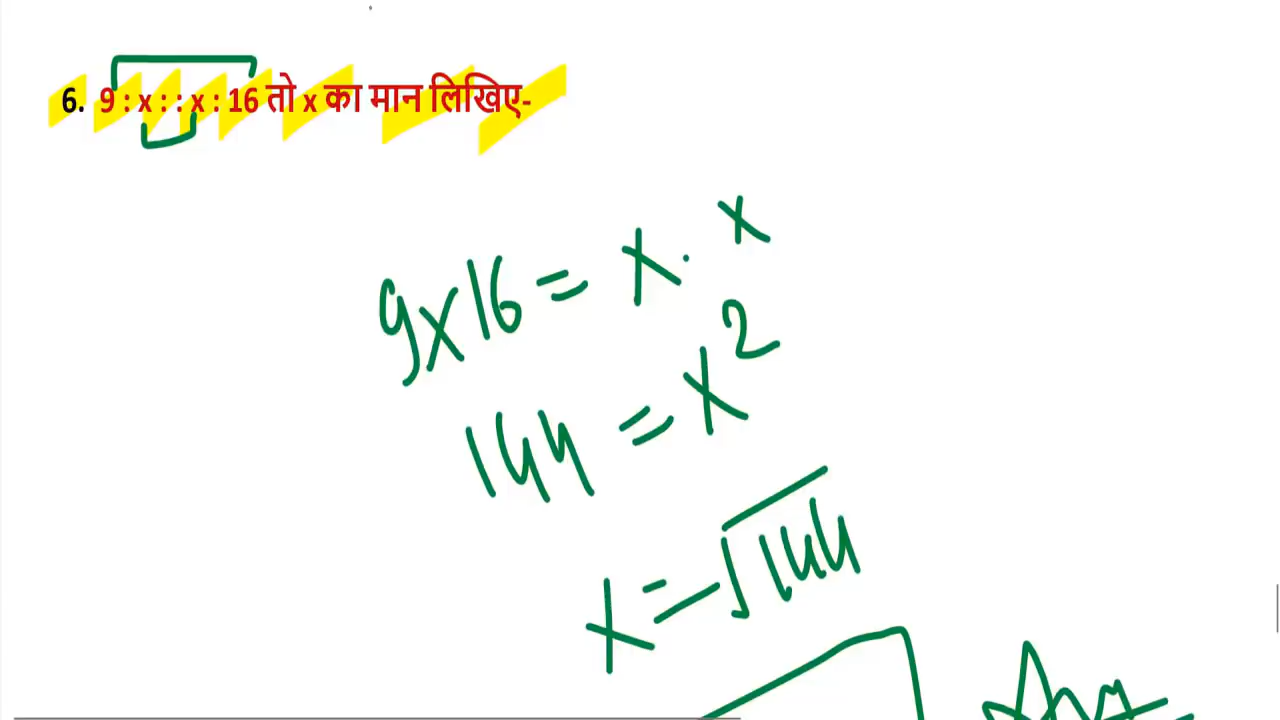 6. 9 : x : : x : 16 तो x का मान लिखिए-
9x16 = x . x
144 = x²
x = √144